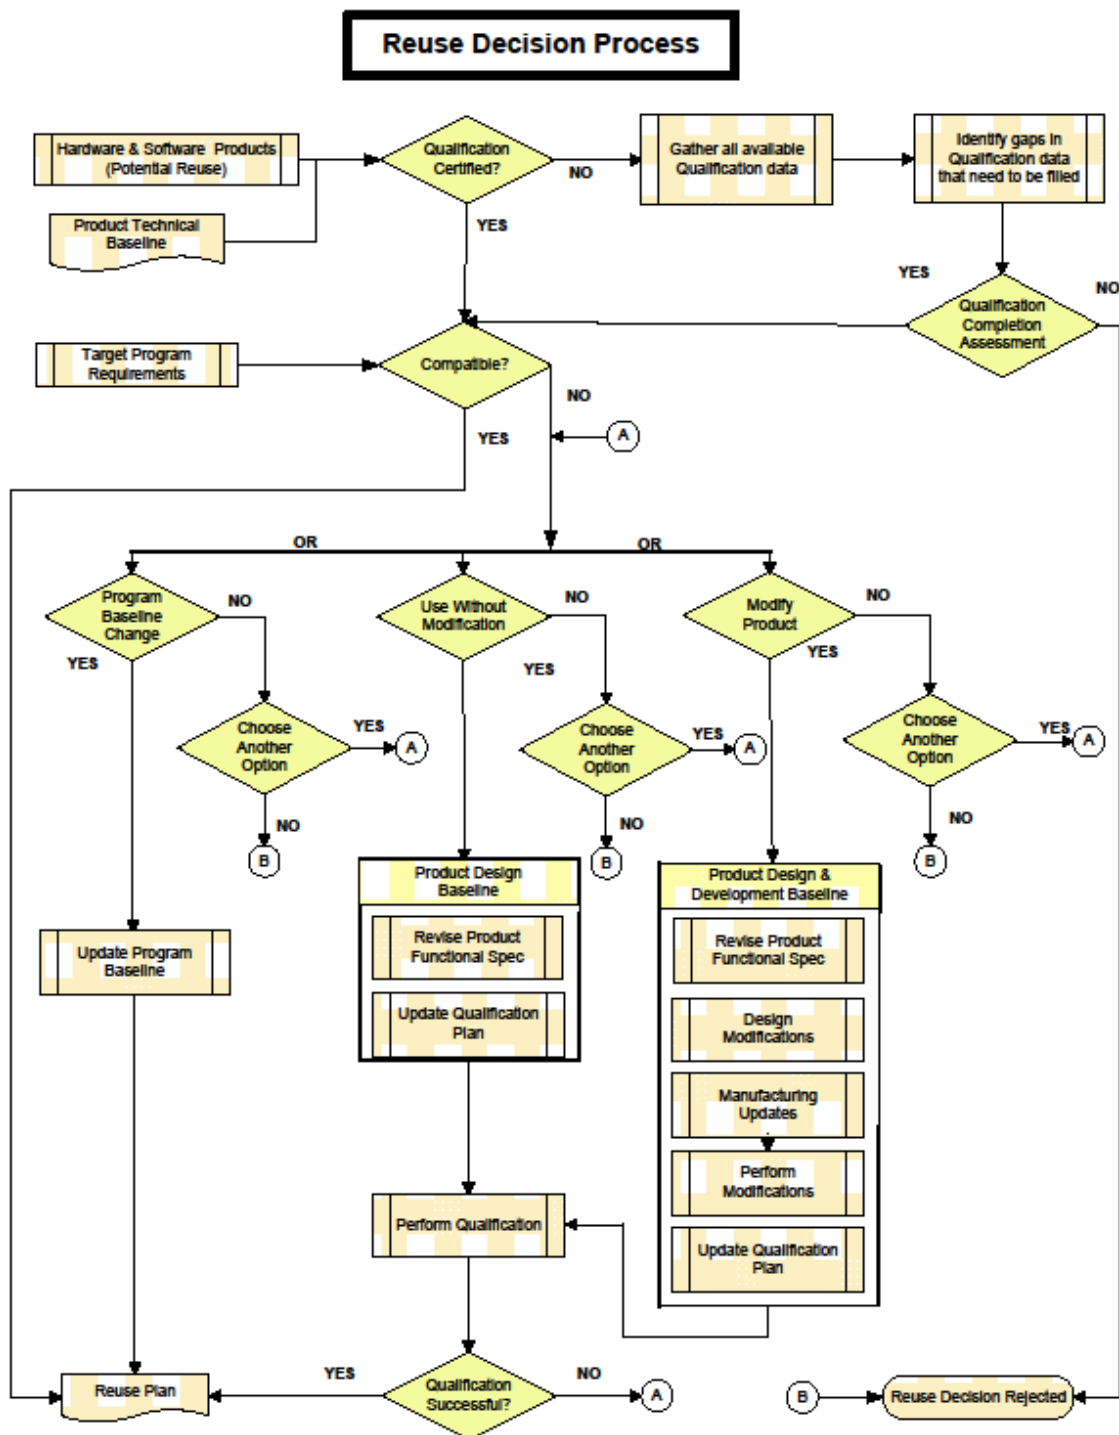 Reuse Decision Process
Hardware & Software Products
(Potential Reuse)
Qualification
Certified?
NO
Gather all available
Qualification data
Identify gaps in
Qualification data
that need to be filled
Product Technical
Baseline
YES
YES
NO
Qualification
Completion
Assessment
Target Program
Requirements
Compatible?
NO
YES
A
OR
OR
Program
Baseline
Change
NO
YES
Use Without
Modification
NO
YES
Modify
Product
NO
YES
Choose
Another
Option
YES
A
NO
B
Choose
Another
Option
YES
A
NO
B
Choose
Another
Option
YES
A
NO
B
Product Design
Baseline
Revise Product
Functional Spec
Update Qualification
Plan
Product Design &
Development Baseline
Revise Product
Functional Spec
Design
Modifications
Manufacturing
Updates
Perform
Modifications
Update Qualification
Plan
Update Program
Baseline
Perform Qualification
Reuse Plan
YES
Qualification
Successful?
NO
A
B
Reuse Decision Rejected